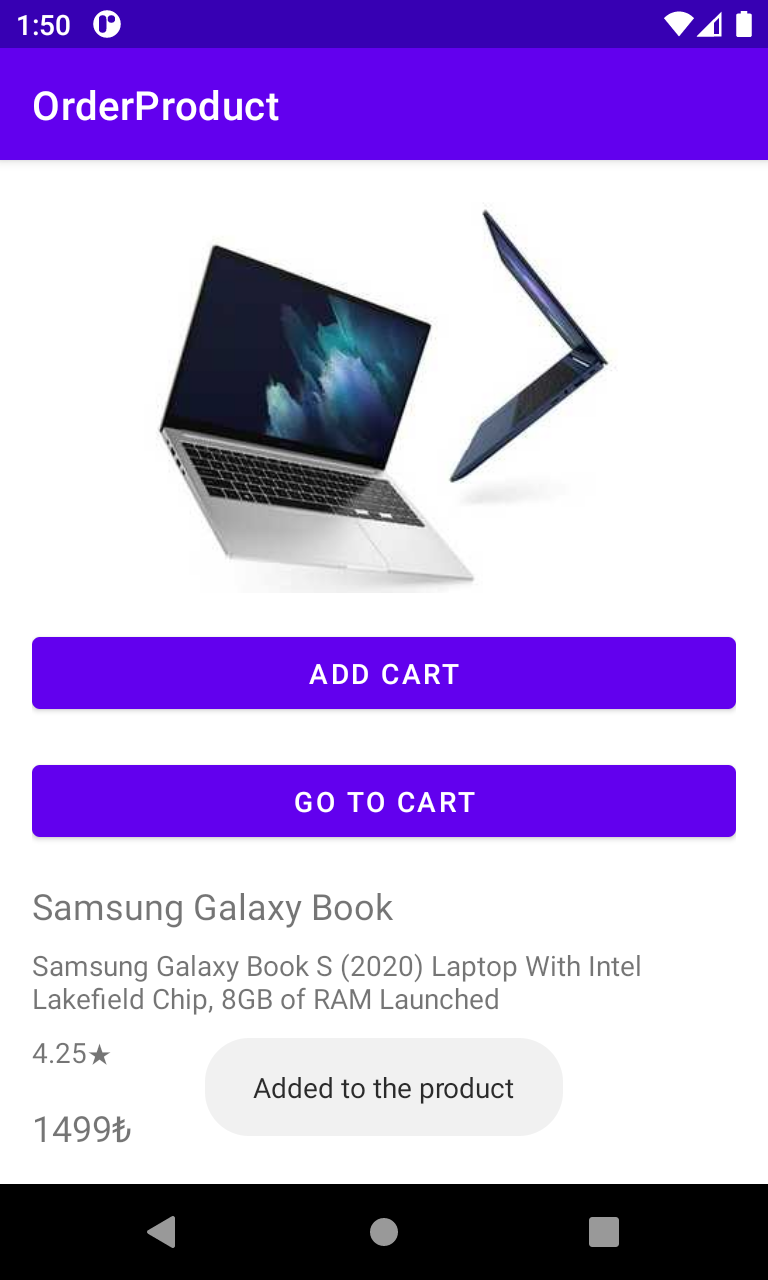 1:50
OrderProduct
ADD CART
GO TO CART
Samsung Galaxy Book
Samsung Galaxy Book S (2020) Laptop With Intel
Lakefield Chip, 8GB of RAM Launched
4.25★
Added to the product
1499₺